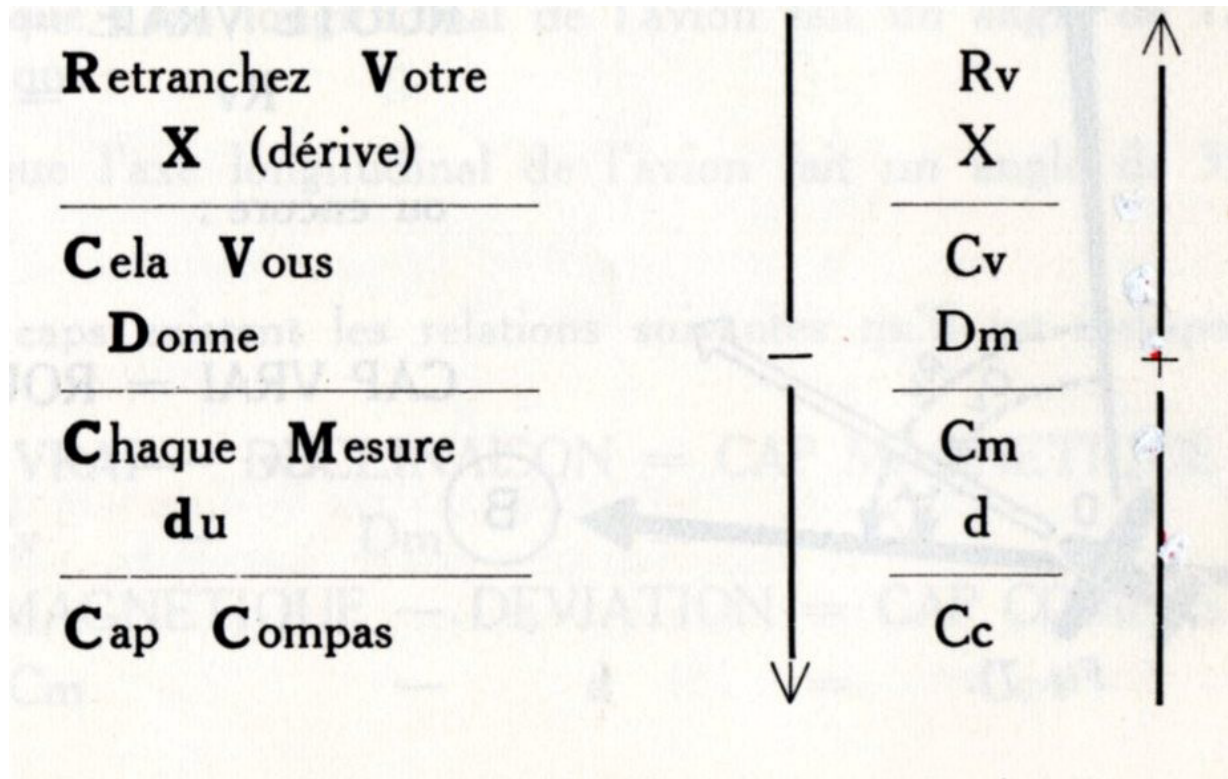 Retranchez Votre
X (dérive)
Cela Vous
Donne
Chaque Mesure
du
Cap Compas
−
Rv
X
Cv
Dm
Cm
d
Cc
+